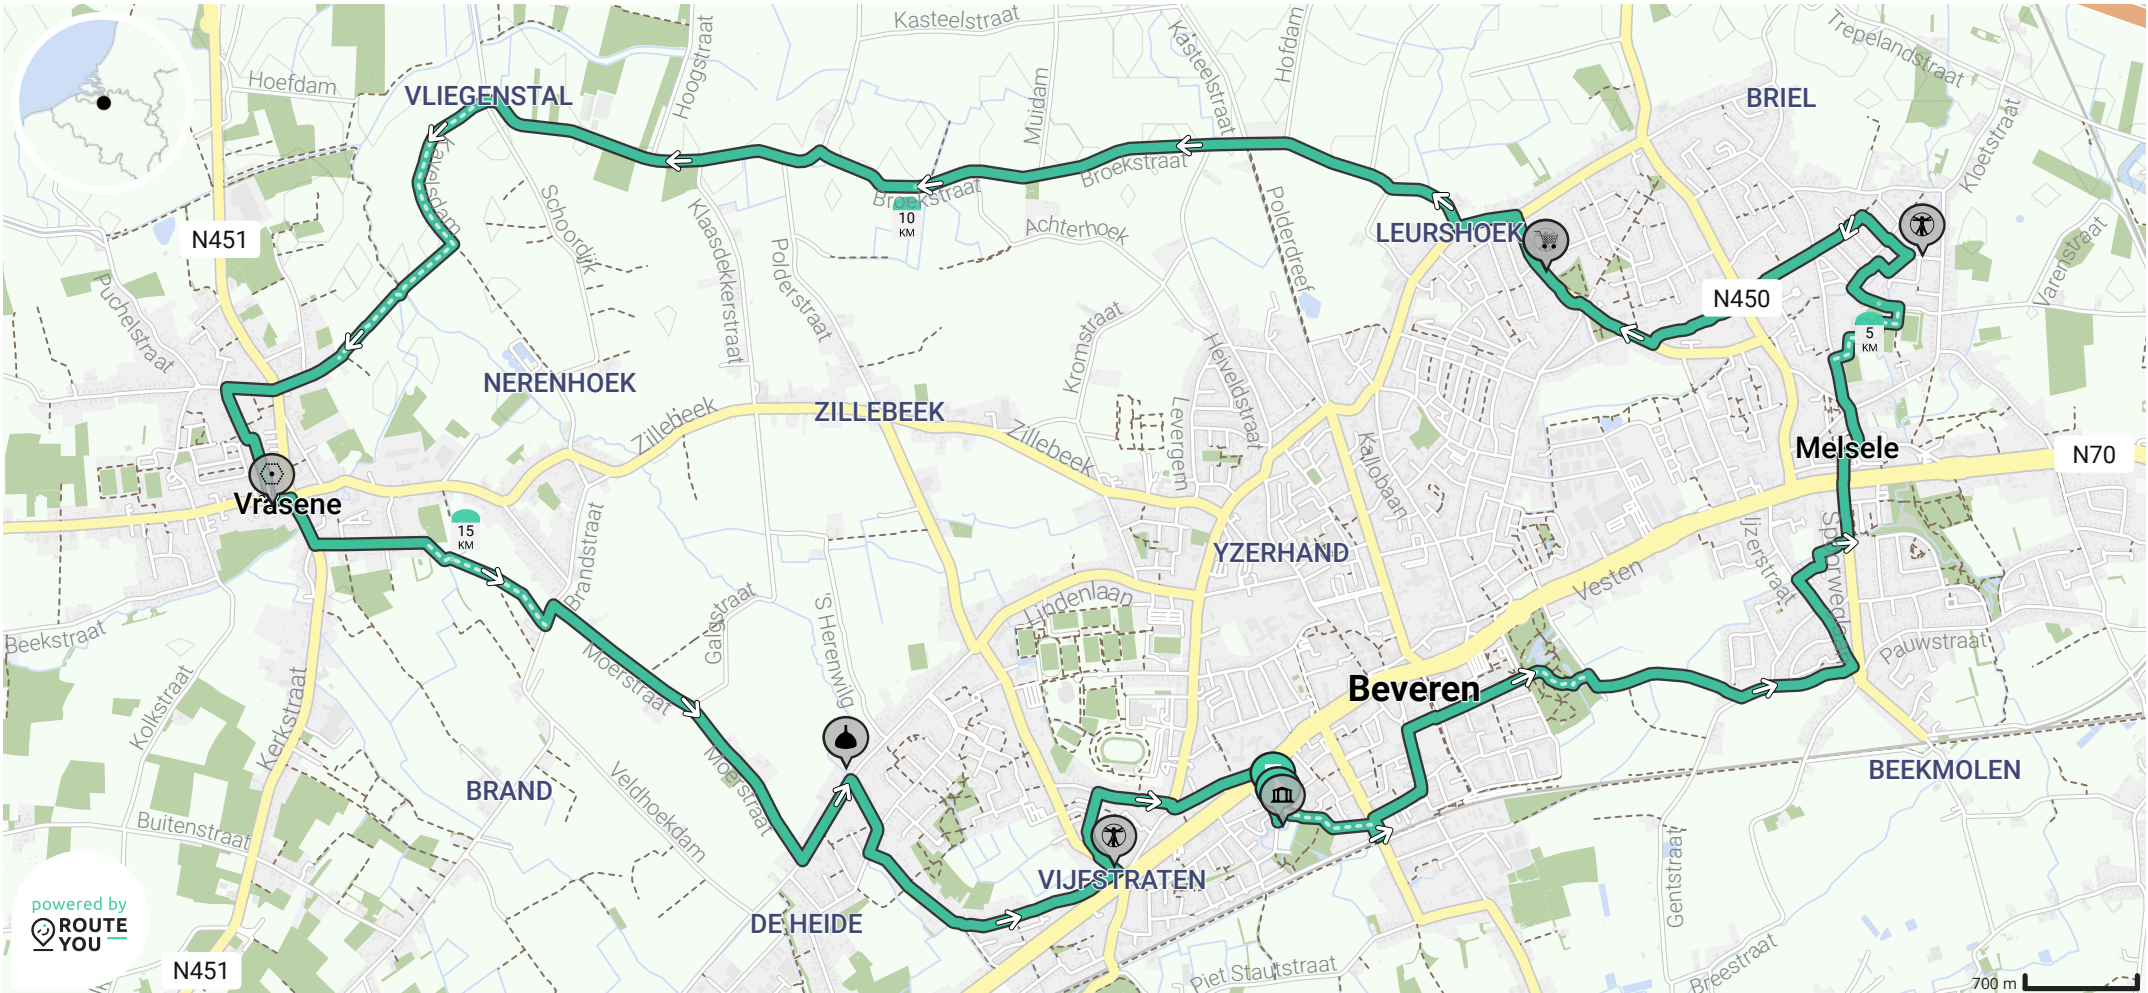 Kasteelstraat
Trepelandstraat
Hoefdam
VLIEGENSTAL
Hoogstraat
Muidam
Kasteelstraat
Hofdam
BRIEL
Kloetstraat
Broekstraat
Broekstraat
10
KM
Schoordijk
Klaasdekkerstraat
Polderstraat
Achterhoek
Polderdreef
LEURSHOEK
N451
Puchelstraat
N450
Varenstraat
5
KM
Kromstraat
Heiveldstraat
NERENHOEK
ZILLEBEEK
Zillebeek
Zillebeek
Levergem
Kallobaan
Melsele
N70
Vrasene
15
KM
Brandstraat
YZERHAND
Vesten
IJzerstraat
Spoorweglaan
Lindenlaan
Galgstraat
'S Herenwilg
Beekstraat
Pauwstraat
Kolkstraat
Kerkstraat
Moerstraat
Moerstraat
Beveren
BEEKMOLEN
BRAND
Veldhoekdam
Buitenstraat
VIJFSTRATEN
Gentstraat
DE HEIDE
powered by
ROUTE
YOU
N451
Piet Stautstraat
Breestraat
700 m